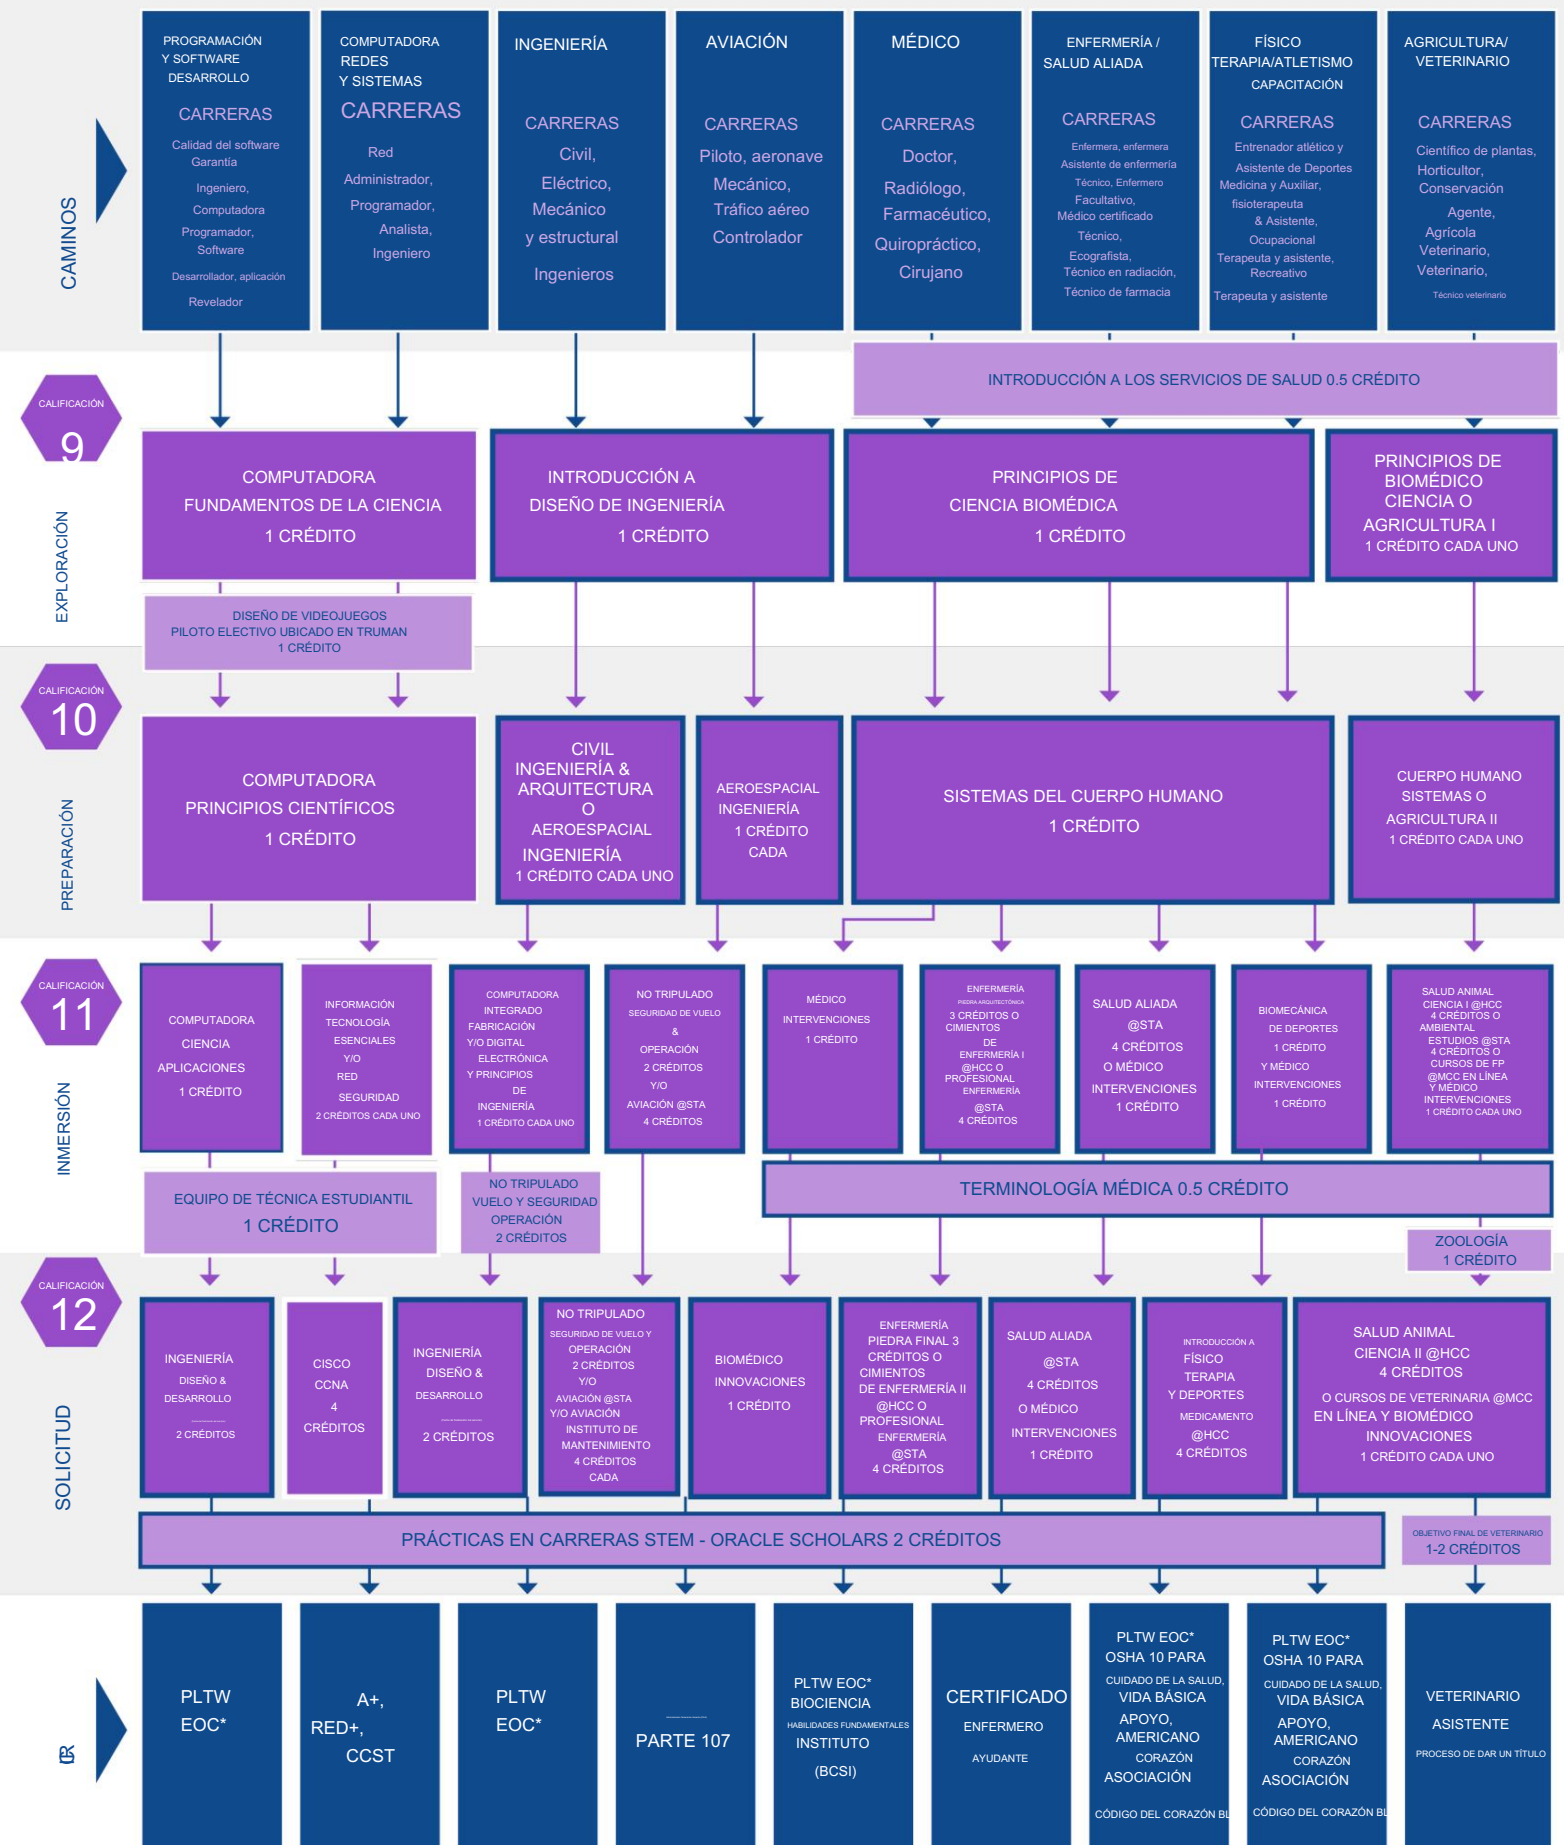 PROGRAMACIÓN
Y SOFTWARE
DESARROLLO
CARRERAS
Calidad del software
Garantía
Ingeniero,
Computadora
Programador,
Software
Desarrollador, aplicación
Revelador
COMPUTADORA
REDES
Y SISTEMAS
CARRERAS
Red
Administrador,
Programador,
Analista,
Ingeniero
INGENIERÍA
CARRERAS
Civil,
Eléctrico,
Mecánico
y estructural
Ingenieros
AVIACIÓN
CARRERAS
Piloto, aeronave
Mecánico,
Tráfico aéreo
Controlador
MÉDICO
CARRERAS
Doctor,
Radiólogo,
Farmacéutico,
Quiropráctico,
Cirujano
ENFERMERÍA /
SALUD ALIADA
CARRERAS
Enfermera, enfermera
Asistente de enfermería
Técnico, Enfermero
Facultativo,
Médico certificado
Técnico,
Ecografista,
Técnico en radiación,
Técnico de farmacia
FÍSICO
TERAPIA/ATLETISMO
CAPACITACIÓN
CARRERAS
Entrenador atlético y
Asistente de Deportes
Medicina y Auxiliar,
fisioterapeuta
& Asistente,
Ocupacional
Terapeuta y asistente,
Recreativo
Terapeuta y asistente
AGRICULTURA/
VETERINARIO
CARRERAS
Científico de plantas,
Horticultor,
Conservación
Agente,
Agrícola
Veterinario,
Veterinario,
Técnico veterinario
CAMINOS
INTRODUCCIÓN A LOS SERVICIOS DE SALUD 0.5 CRÉDITO
CALIFICACIÓN
9
EXPLORACIÓN
COMPUTADORA
FUNDAMENTOS DE LA CIENCIA
1 CRÉDITO
INTRODUCCIÓN A
DISEÑO DE INGENIERÍA
1 CRÉDITO
PRINCIPIOS DE
CIENCIA BIOMÉDICA
1 CRÉDITO
PRINCIPIOS DE
BIOMÉDICO
CIENCIA O
AGRICULTURA I
1 CRÉDITO CADA UNO
DISEÑO DE VIDEOJUEGOS
PILOTO ELECTIVO UBICADO EN TRUMAN
1 CRÉDITO
CALIFICACIÓN
10
PREPARACIÓN
COMPUTADORA
PRINCIPIOS CIENTÍFICOS
1 CRÉDITO
CIVIL
INGENIERÍA &
ARQUITECTURA
O
AEROESPACIAL
INGENIERÍA
1 CRÉDITO CADA UNO
AEROESPACIAL
INGENIERÍA
1 CRÉDITO
CADA
SISTEMAS DEL CUERPO HUMANO
1 CRÉDITO
CUERPO HUMANO
SISTEMAS O
AGRICULTURA II
1 CRÉDITO CADA UNO
CALIFICACIÓN
11
INMERSIÓN
COMPUTADORA
CIENCIA
APLICACIONES
1 CRÉDITO
INFORMACIÓN
TECNOLOGÍA
ESENCIALES
Y/O
RED
SEGURIDAD
2 CRÉDITOS CADA UNO
COMPUTADORA
INTEGRADO
FABRICACIÓN
Y/O DIGITAL
ELECTRÓNICA
Y PRINCIPIOS
DE
INGENIERÍA
1 CRÉDITO CADA UNO
NO TRIPULADO
SEGURIDAD DE VUELO
&
OPERACIÓN
2 CRÉDITOS
Y/O
AVIACIÓN @STA
4 CRÉDITOS
MÉDICO
INTERVENCIONES
1 CRÉDITO
ENFERMERÍA
PIEDRA ARQUITECTÓNICA
3 CRÉDITOS O
CIMIENTOS
DE
ENFERMERÍA I
@HCC O
PROFESIONAL
ENFERMERÍA
@STA
4 CRÉDITOS
SALUD ALIADA
@STA
4 CRÉDITOS
O MÉDICO
INTERVENCIONES
1 CRÉDITO
BIOMECÁNICA
DE DEPORTES
1 CRÉDITO
Y MÉDICO
INTERVENCIONES
1 CRÉDITO
SALUD ANIMAL
CIENCIA I @HCC
4 CRÉDITOS O
AMBIENTAL
ESTUDIOS @STA
4 CRÉDITOS O
CURSOS DE FP
@MCC EN LÍNEA
Y MÉDICO
INTERVENCIONES
1 CRÉDITO CADA UNO
EQUIPO DE TÉCNICA ESTUDIANTIL
1 CRÉDITO
NO TRIPULADO
VUELO Y SEGURIDAD
OPERACIÓN
2 CRÉDITOS
TERMINOLOGÍA MÉDICA 0.5 CRÉDITO
ZOOLOGÍA
1 CRÉDITO
CALIFICACIÓN
12
SOLICITUD
INGENIERÍA
DISEÑO &
DESARROLLO
2 CRÉDITOS
CISCO
CCNA
4
CRÉDITOS
INGENIERÍA
DISEÑO &
DESARROLLO
2 CRÉDITOS
NO TRIPULADO
SEGURIDAD DE VUELO Y
OPERACIÓN
2 CRÉDITOS
Y/O
AVIACIÓN @STA
Y/O AVIACIÓN
INSTITUTO DE
MANTENIMIENTO
4 CRÉDITOS
CADA
BIOMÉDICO
INNOVACIONES
1 CRÉDITO
ENFERMERÍA
PIEDRA FINAL 3
CRÉDITOS O
CIMIENTOS
DE ENFERMERÍA II
@HCC O
PROFESIONAL
ENFERMERÍA
@STA
4 CRÉDITOS
SALUD ALIADA
@STA
4 CRÉDITOS
O MÉDICO
INTERVENCIONES
1 CRÉDITO
INTRODUCCIÓN A
FÍSICO
TERAPIA
Y DEPORTES
MEDICAMENTO
@HCC
4 CRÉDITOS
SALUD ANIMAL
CIENCIA II @HCC
4 CRÉDITOS
O CURSOS DE VETERINARIA @MCC
EN LÍNEA Y BIOMÉDICO
INNOVACIONES
1 CRÉDITO CADA UNO
PRÁCTICAS EN CARRERAS STEM - ORACLE SCHOLARS 2 CRÉDITOS
OBJETIVO FINAL DE VETERINARIO
1-2 CRÉDITOS
PLTW
EOC*
A+,
RED+,
CCST
PLTW
EOC*
PARTE 107
PLTW EOC*
BIOCIENCIA
HABILIDADES FUNDAMENTALES
INSTITUTO
(BCSI)
CERTIFICADO
ENFERMERO
AYUDANTE
PLTW EOC*
OSHA 10 PARA
CUIDADO DE LA SALUD,
VIDA BÁSICA
APOYO,
AMERICANO
CORAZÓN
ASOCIACIÓN
CÓDIGO DEL CORAZÓN BL
PLTW EOC*
OSHA 10 PARA
CUIDADO DE LA SALUD,
VIDA BÁSICA
APOYO,
AMERICANO
CORAZÓN
ASOCIACIÓN
CÓDIGO DEL CORAZÓN BL
VETERINARIO
ASISTENTE
PROCESO DE DAR UN TÍTULO